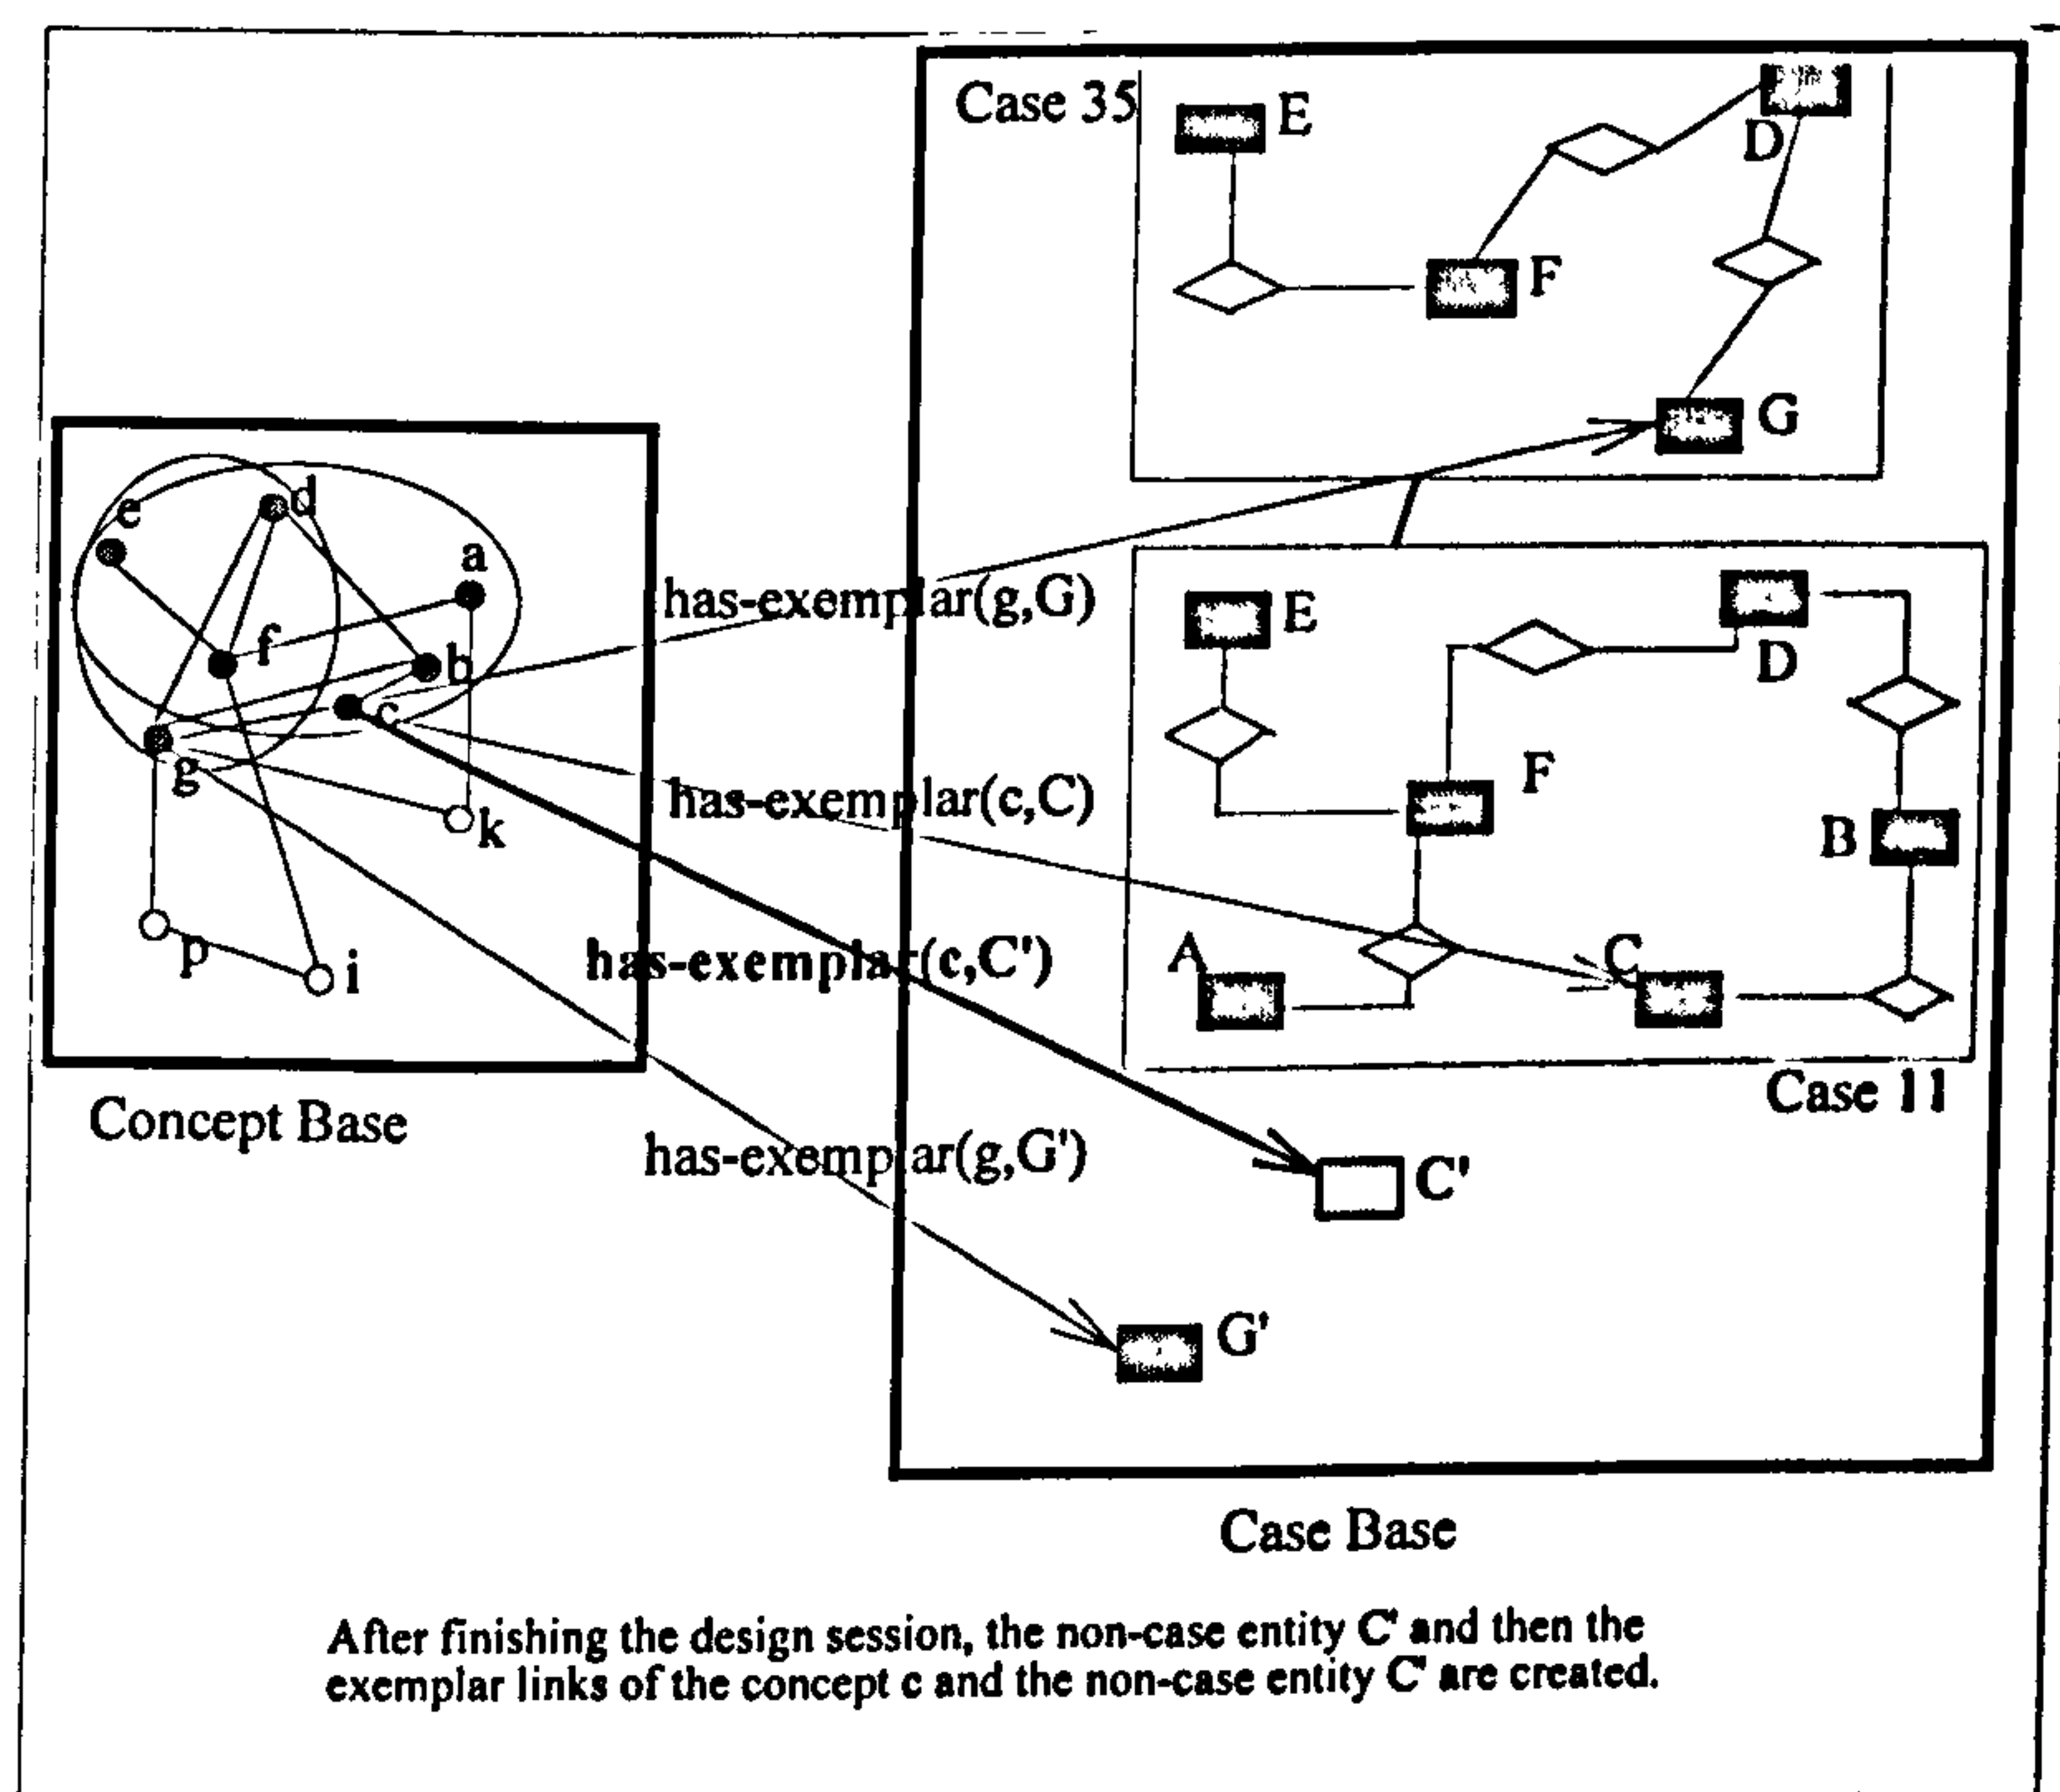 Case 35
E
D
F
G
e
d
a
f
b
c
g
k
p
i
has-exemplar(g,G)
has-exemplar(c,C)
has-exemplar(c,C')
has-exemplar(g,G')
E
D
F
B
A
C
Case 11
Concept Base
C'
G'
Case Base
After finishing the design session, the non-case entity C' and then the
exemplar links of the concept c and the non-case entity C' are created.